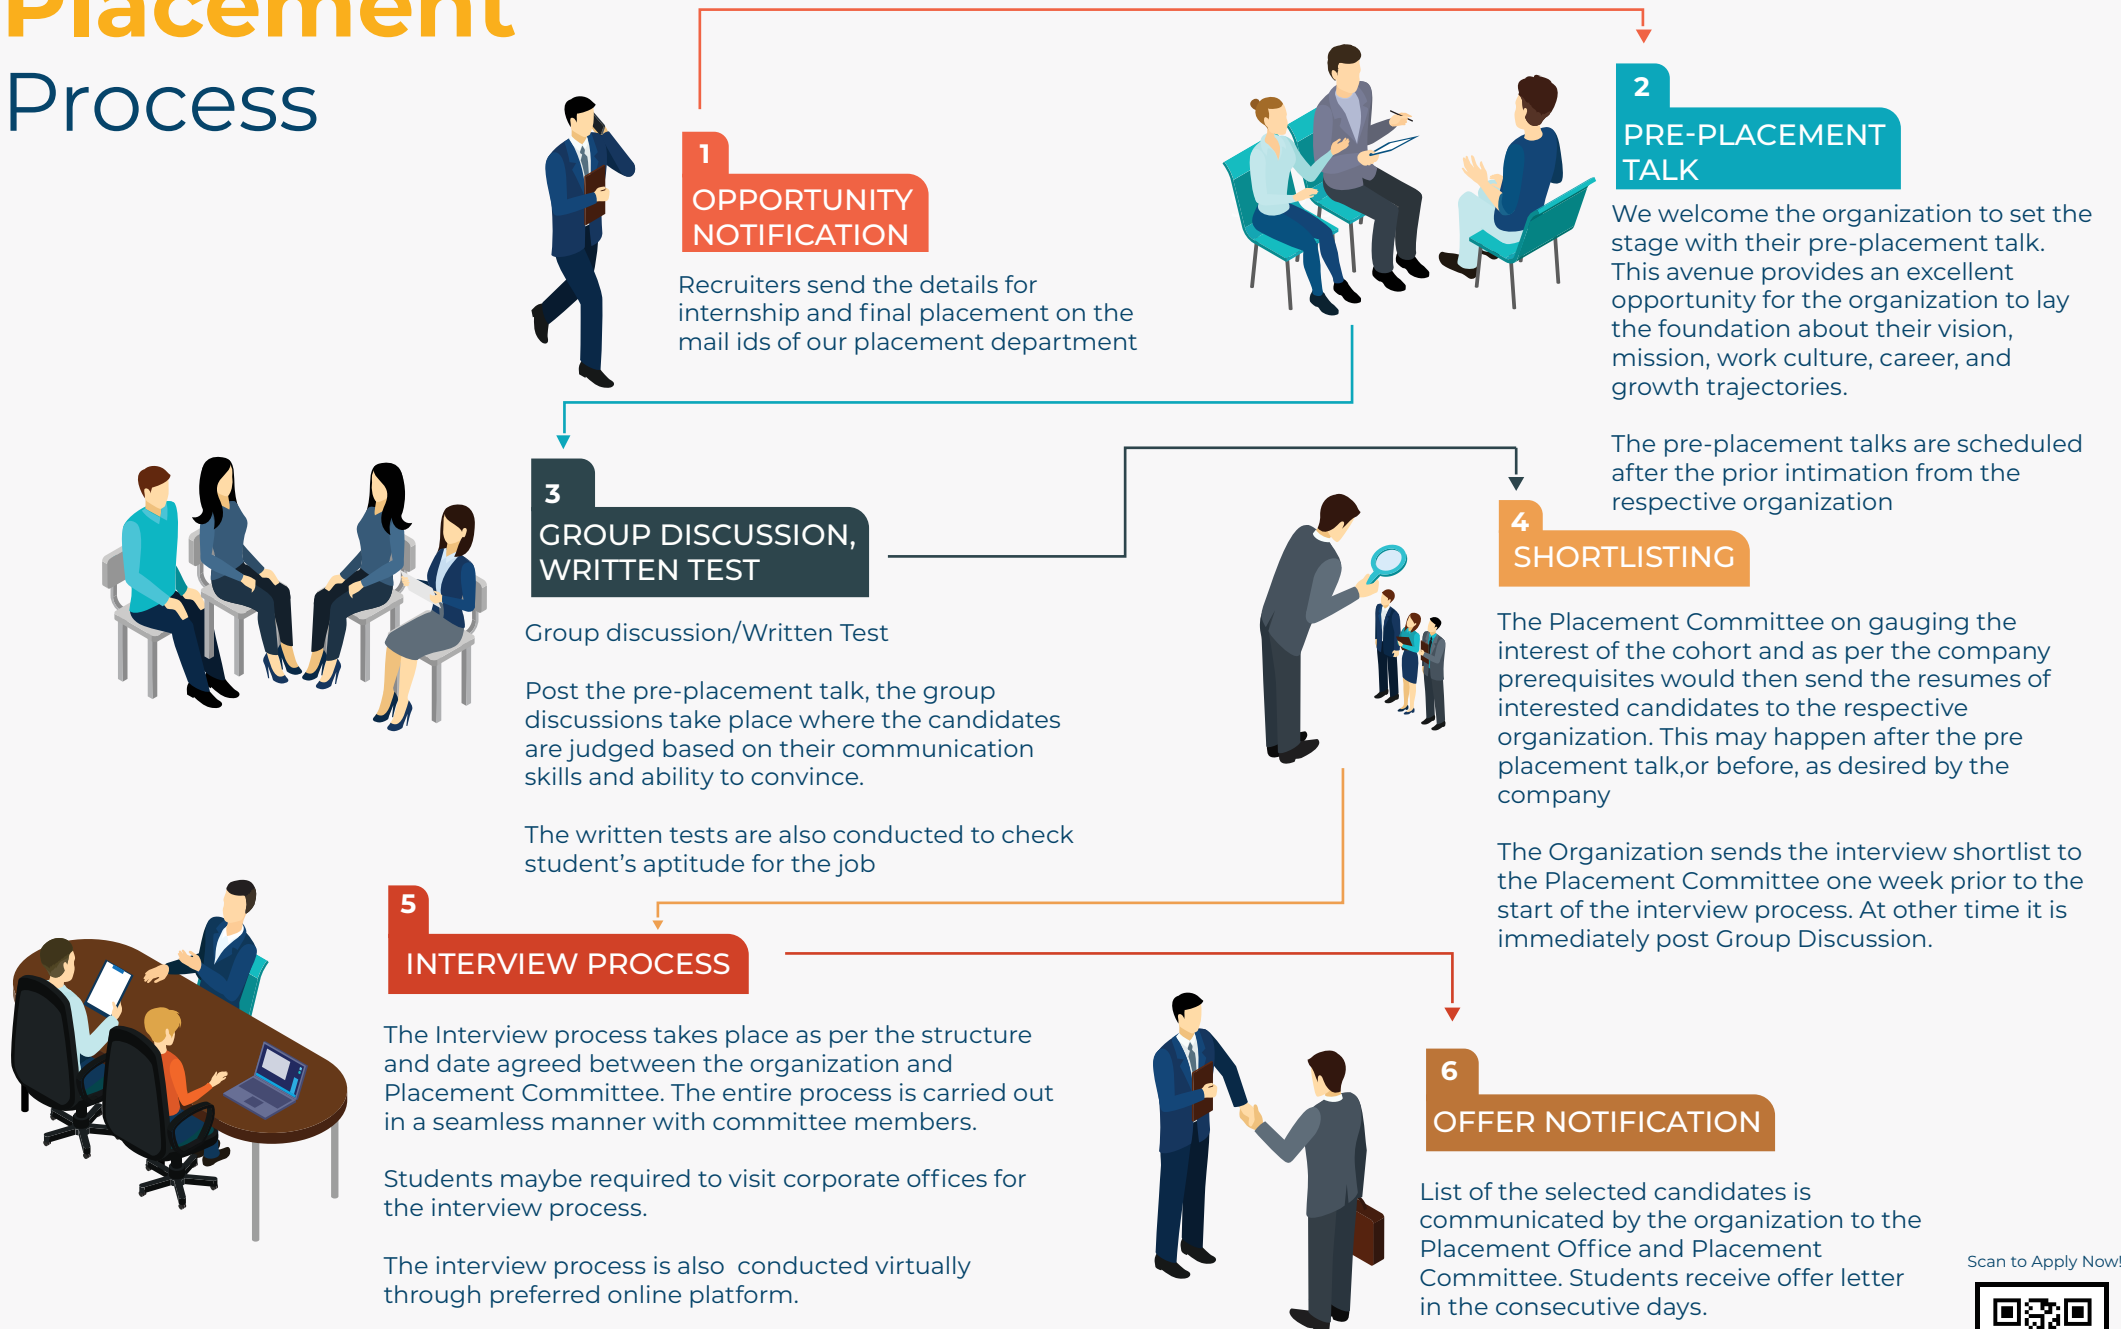 Placement
Process
1
OPPORTUNITY
NOTIFICATION
Recruiters send the details for
internship and final placement on the
mail ids of our placement department
2
PRE-PLACEMENT
TALK
We welcome the organization to set the
stage with their pre-placement talk.
This avenue provides an excellent
opportunity for the organization to lay
the foundation about their vision,
mission, work culture, career, and
growth trajectories.
The pre-placement talks are scheduled
after the prior intimation from the
respective organization
3
GROUP DISCUSSION,
WRITTEN TEST
Group discussion/Written Test
Post the pre-placement talk, the group
discussions take place where the candidates
are judged based on their communication
skills and ability to convince.
The written tests are also conducted to check
student’s aptitude for the job
4
SHORTLISTING
The Placement Committee on gauging the
interest of the cohort and as per the company
prerequisites would then send the resumes of
interested candidates to the respective
organization. This may happen after the pre
placement talk,or before, as desired by the
company
The Organization sends the interview shortlist to
the Placement Committee one week prior to the
start of the interview process. At other time it is
immediately post Group Discussion.
5
INTERVIEW PROCESS
The Interview process takes place as per the structure
and date agreed between the organization and
Placement Committee. The entire process is carried out
in a seamless manner with committee members.
Students maybe required to visit corporate offices for
the interview process.
The interview process is also  conducted virtually
through preferred online platform.
6
OFFER NOTIFICATION
List of the selected candidates is
communicated by the organization to the
Placement Office and Placement
Committee. Students receive offer letter
in the consecutive days.
Scan to Apply Now!